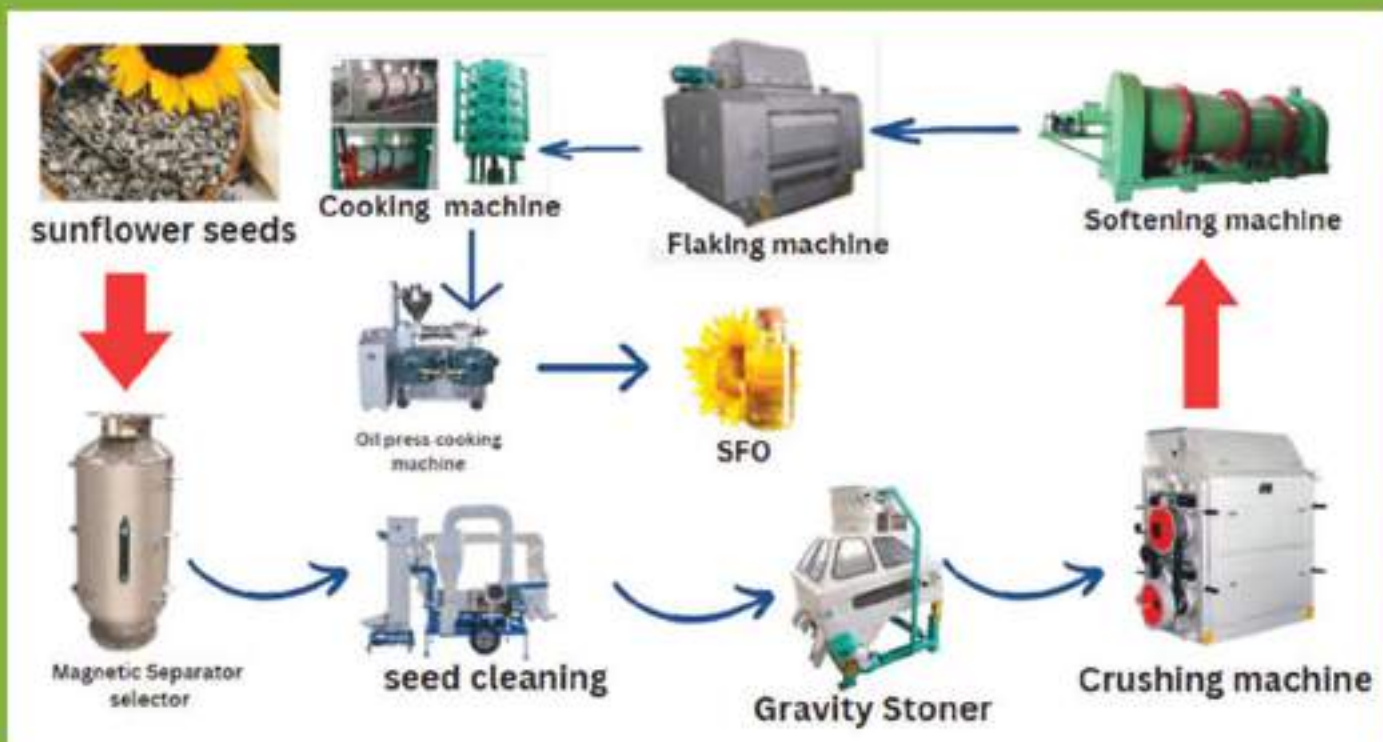 sunflower seeds
Cooking machine
Flaking machine
Softening machine
Oil press cooking
machine
SFO
Magnetic Separator
selector
seed cleaning
Gravity Stoner
Crushing machine